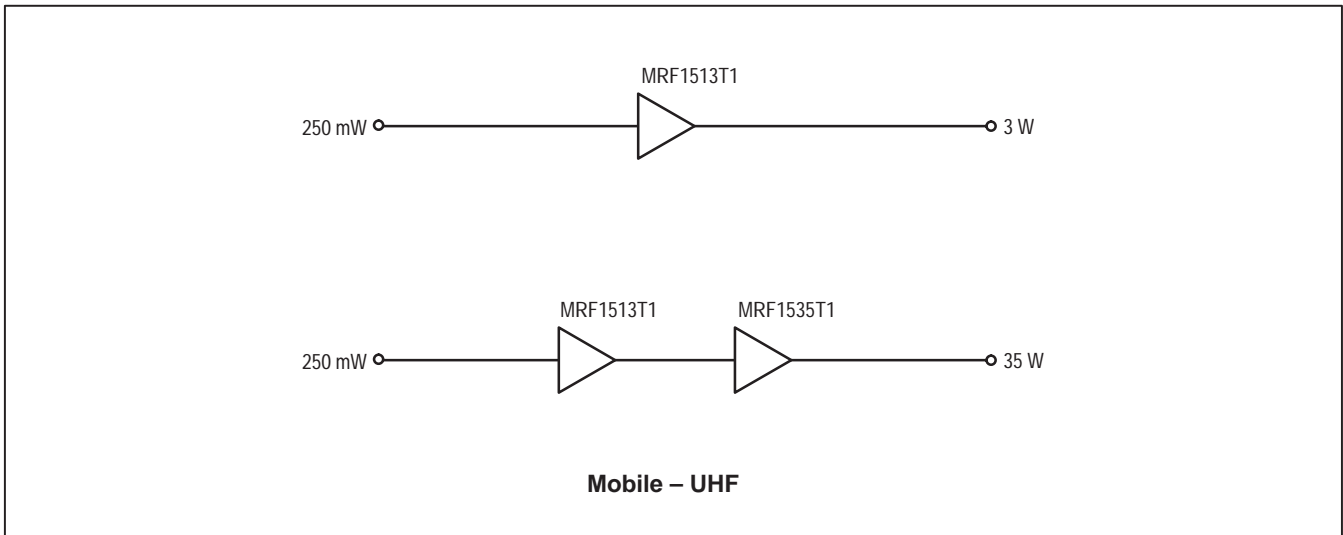 MRF1513T1
250 mW
3 W
MRF1513T1 MRF1535T1
250 mW
35 W
Mobile – UHF